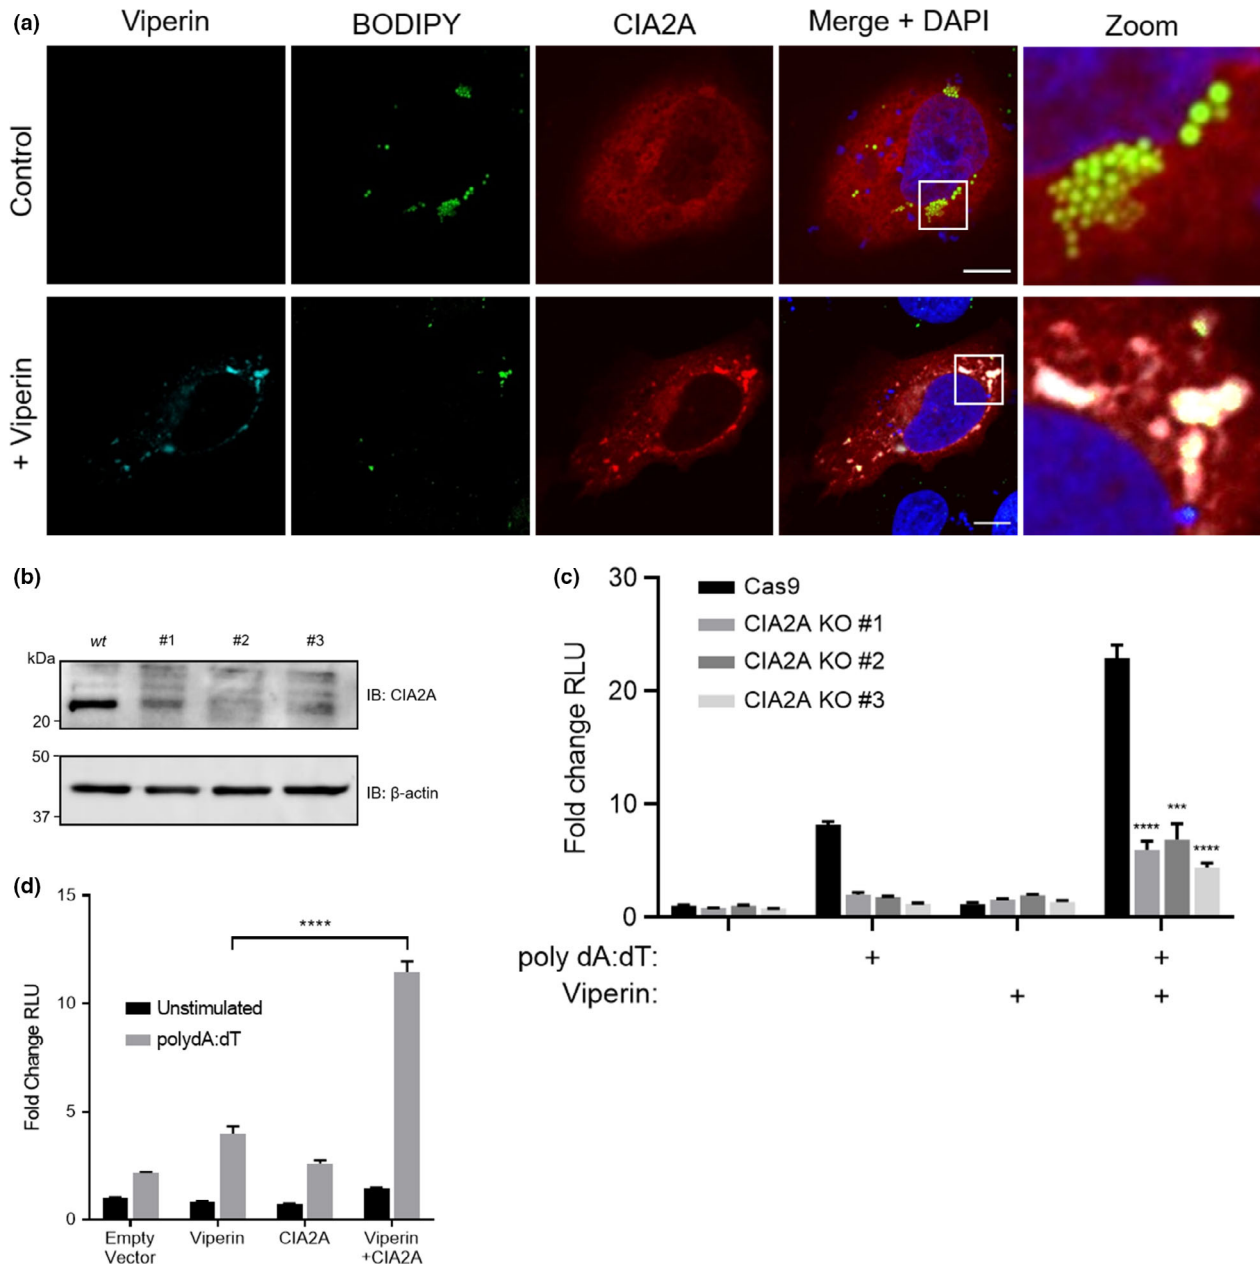 (a)
Viperin BODIPY CIA2A Merge + DAPI Zoom
Control
+ Viperin
(b)
wt #1 #2 #3
kDa
IB: CIA2A
20
50
IB: β-actin
37
(c)
30
20
10
0
Fold change RLU
Cas9
CIA2A KO #1
CIA2A KO #2
CIA2A KO #3
**** *** ****
poly dA:dT: + +
Viperin: + +
(d)
15
10
5
0
Fold Change RLU
****
Unstimulated
polydA:dT
Empty Vector
Viperin
CIA2A
Viperin
+CIA2A